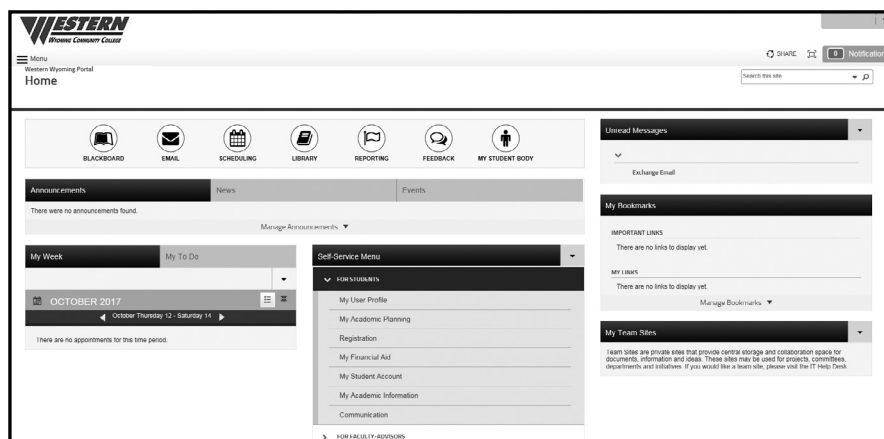 WESTERN
WYOMING COMMUNITY COLLEGE
Menu
SHARE
0 Notification
Western Wyoming Portal
Home
Search this site
BLACKBOARD
EMAIL
SCHEDULING
LIBRARY
REPORTING
FEEDBACK
MY STUDENT BODY
Announcements
News
Events
There were no announcements found.
Manage Announcements
My Week
My To Do
OCTOBER 2017
October Thursday 12 - Saturday 14
There are no appointments for this time period.
Self-Service Menu
FOR STUDENTS
My User Profile
My Academic Planning
Registration
My Financial Aid
My Student Account
My Academic Information
Communication
FOR FACULTY-ADVISORS
Unread Messages
Exchange Email
My Bookmarks
IMPORTANT LINKS
There are no links to display yet.
MY LINKS
There are no links to display yet.
Manage Bookmarks
My Team Sites
Team Sites are private sites that provide central storage and collaboration space for
documents, information and ideas. These sites may be used for projects, committees,
departments and initiatives. If you would like a team site, please visit the IT Help Desk.